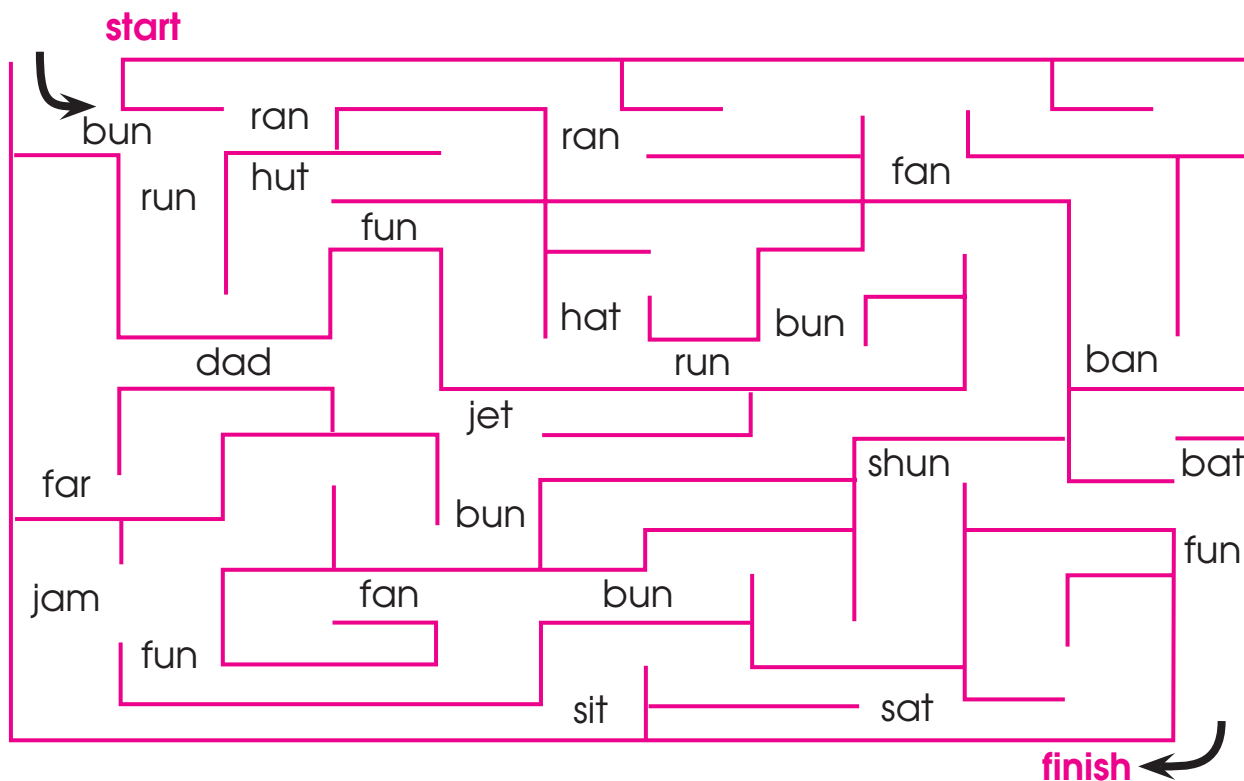 start
ran
bun
ran
fan
hut
run
fun
hat
bun
dad
run
ban
jet
far
shun
bat
bun
fun
jam
fan
bun
fun
sit
sat
finish